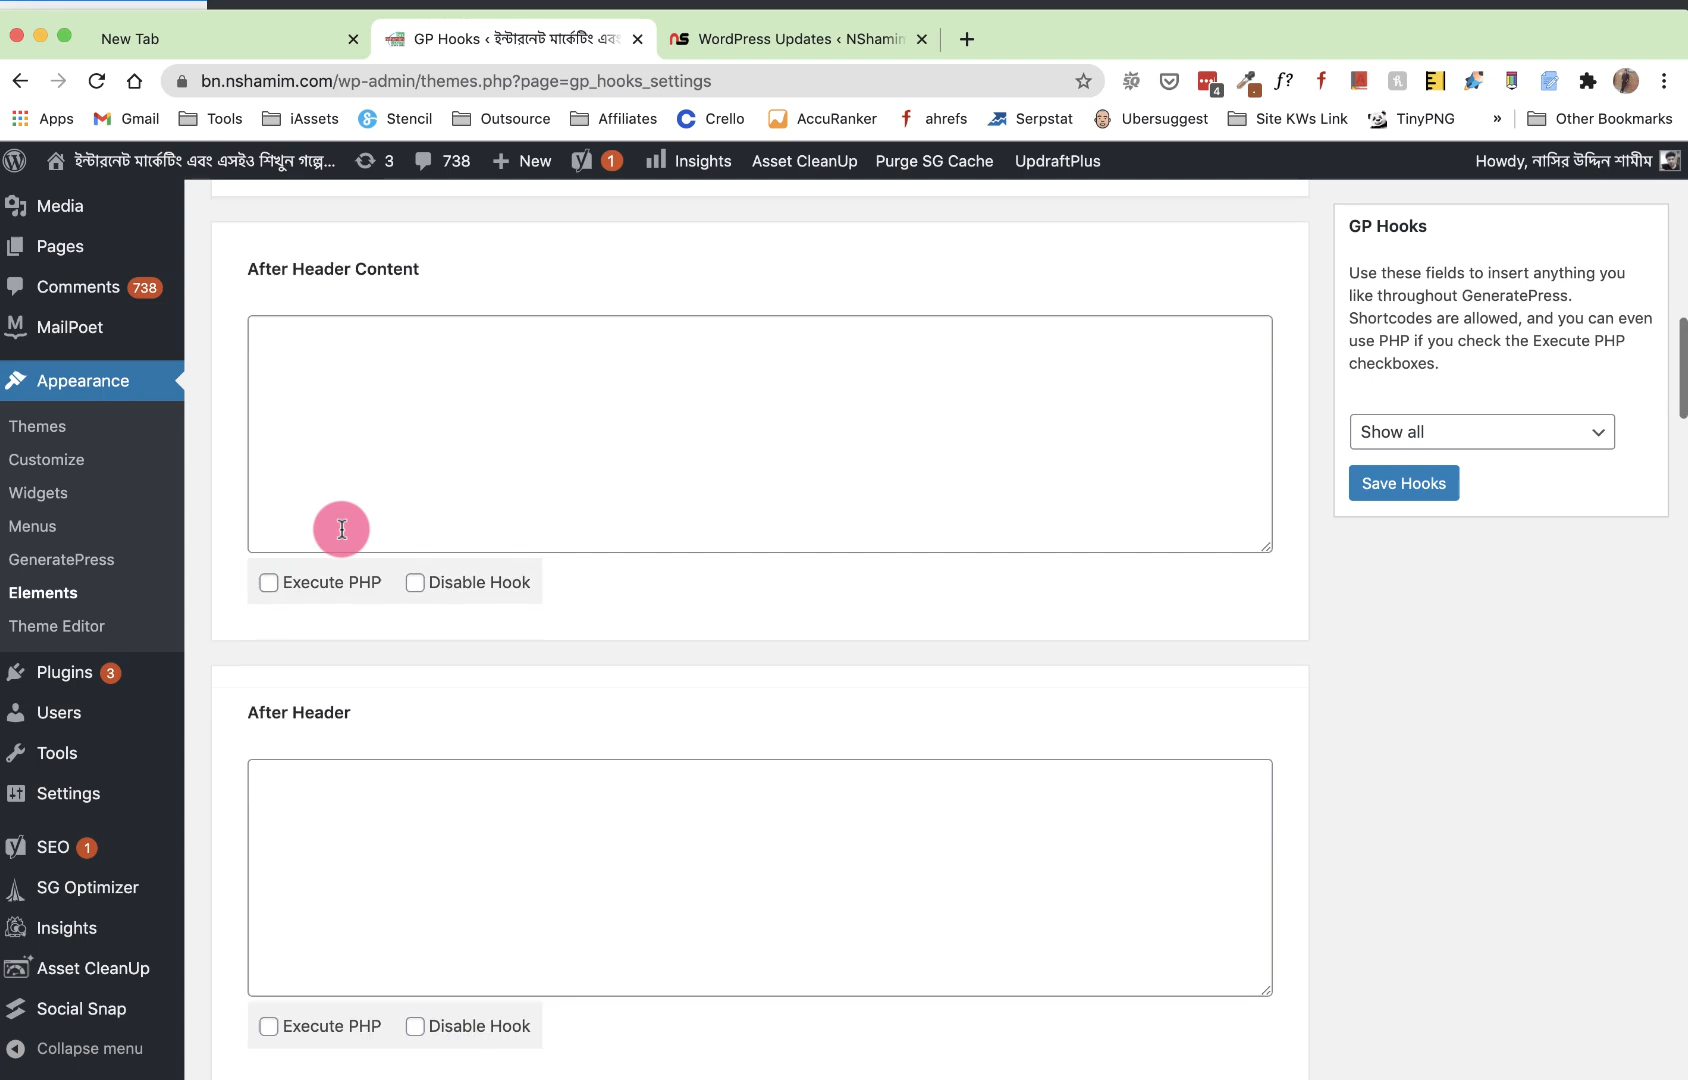 New Tab
GP Hooks ‹ ইন্টারনেট মার্কেটিং এবং
WordPress Updates ‹ NShamim
bn.nshamim.com/wp-admin/themes.php?page=gp_hooks_settings
4
f?
Apps
Gmail
Tools
iAssets
Stencil
Outsource
Affiliates
Crello
AccuRanker
ahrefs
Serpstat
Ubersuggest
Site KWs Link
TinyPNG
»
Other Bookmarks
ইন্টারনেট মার্কেটিং এবং এসইও শিখুন গল্পে...
3
738
New
1
Insights
Asset CleanUp
Purge SG Cache
UpdraftPlus
Howdy, নাসির উদ্দিন শামীম
Media
Pages
Comments 738
MailPoet
Appearance
Themes
Customize
Widgets
Menus
GeneratePress
Elements
Theme Editor
Plugins 3
Users
Tools
Settings
SEO 1
SG Optimizer
Insights
Asset CleanUp
Social Snap
Collapse menu
After Header Content
Execute PHP
Disable Hook
After Header
Execute PHP
Disable Hook
GP Hooks
Use these fields to insert anything you
like throughout GeneratePress.
Shortcodes are allowed, and you can even
use PHP if you check the Execute PHP
checkboxes.
Show all
Save Hooks